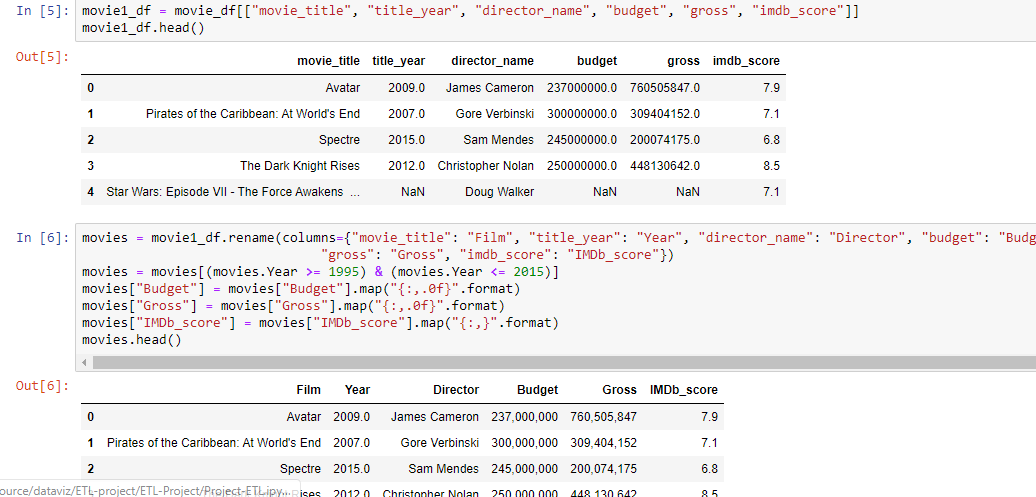 In [5]: movie1_df = movie_df[["movie_title", "title_year", "director_name", "budget", "gross", "imdb_score"]]
movie1_df.head()
Out[5]:
movie_title title_year director_name budget gross imdb_score
0 Avatar 2009.0 James Cameron 237000000.0 760505847.0 7.9
1 Pirates of the Caribbean: At World's End 2007.0 Gore Verbinski 300000000.0 309404152.0 7.1
2 Spectre 2015.0 Sam Mendes 245000000.0 200074175.0 6.8
3 The Dark Knight Rises 2012.0 Christopher Nolan 250000000.0 448130642.0 8.5
4 Star Wars: Episode VII - The Force Awakens ... NaN Doug Walker NaN NaN 7.1
In [6]: movies = movie1_df.rename(columns={"movie_title": "Film", "title_year": "Year", "director_name": "Director", "budget": "Budg
"gross": "Gross", "imdb_score": "IMDb_score"})
movies = movies[(movies.Year >= 1995) & (movies.Year <= 2015)]
movies["Budget"] = movies["Budget"].map("{:,.0f}".format)
movies["Gross"] = movies["Gross"].map("{:,.0f}".format)
movies["IMDb_score"] = movies["IMDb_score"].map("{:,}".format)
movies.head()
Out[6]:
Film Year Director Budget Gross IMDb_score
0 Avatar 2009.0 James Cameron 237,000,000 760,505,847 7.9
1 Pirates of the Caribbean: At World's End 2007.0 Gore Verbinski 300,000,000 309,404,152 7.1
2 Spectre 2015.0 Sam Mendes 245,000,000 200,074,175 6.8
ource/dataviz/ETL-project/ETL-Project/Project-ETL.ipy... Rises 2012.0 Christopher Nolan 250,000,000 448,130,642 8.5